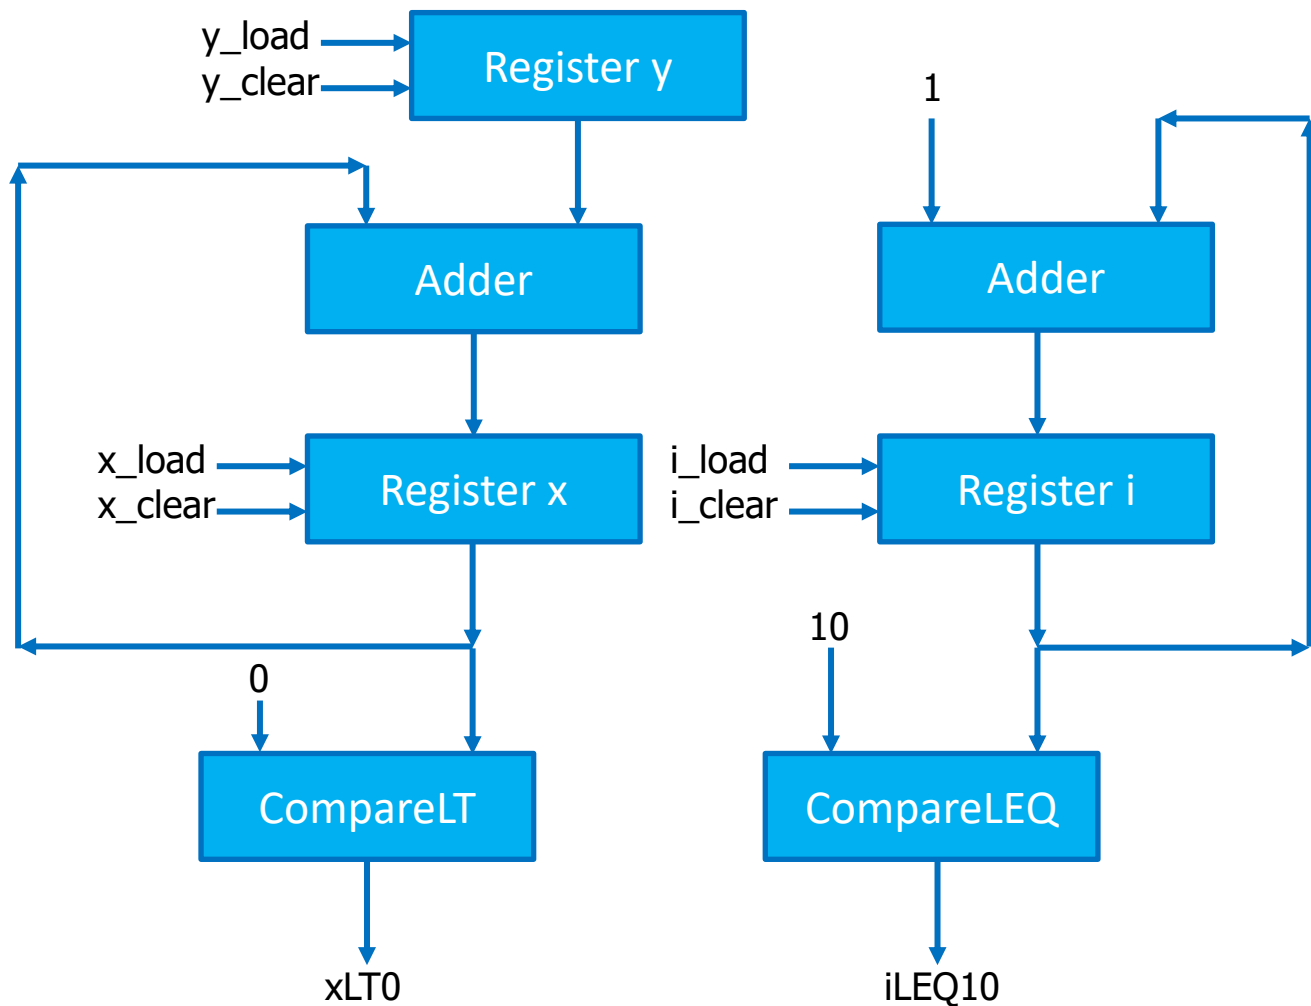 y_load
y_clear
Register y
1
Adder
Adder
x_load
x_clear
Register x
i_load
i_clear
Register i
0
10
CompareLT
CompareLEQ
xLT0
iLEQ10